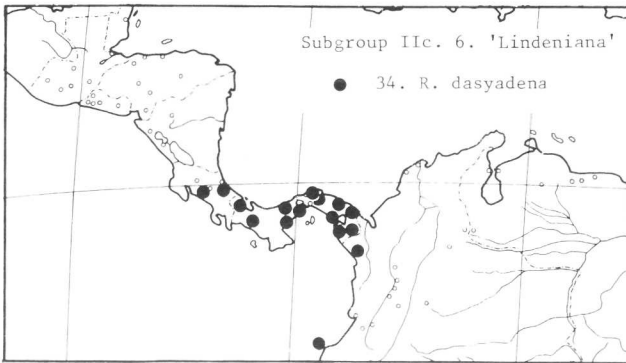 Subgroup IIc. 6. 'Lindeniana'
34. R. dasyadena